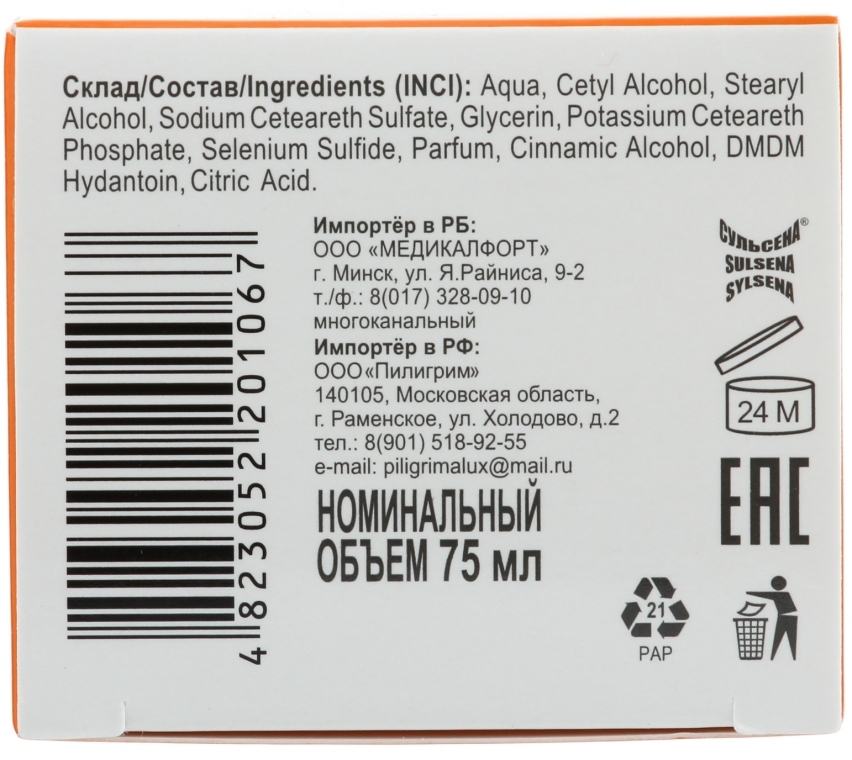 Склад/Состав/Ingredients (INCI): Aqua, Cetyl Alcohol, Stearyl
Alcohol, Sodium Ceteareth Sulfate, Glycerin, Potassium Ceteareth
Phosphate, Selenium Sulfide, Parfum, Cinnamic Alcohol, DMDM
Hydantoin, Citric Acid.
4 823052 201067
Импортёр в РБ:
ООО «МЕДИКАЛФОРТ»
г. Минск, ул. Я.Райниса, 9-2
т./ф.: 8(017) 328-09-10
многоканальный
Импортёр в РФ:
ООО«Пилигрим»
140105, Московская область,
г. Раменское, ул. Холодово, д.2
тел.: 8(901) 518-92-55
e-mail: piligrimalux@mail.ru
НОМИНАЛЬНЫЙ
ОБЪЕМ 75 мл
СУЛЬСЕНА®
SULSENA
SYLSENA
24 M
EAC
21
PAP